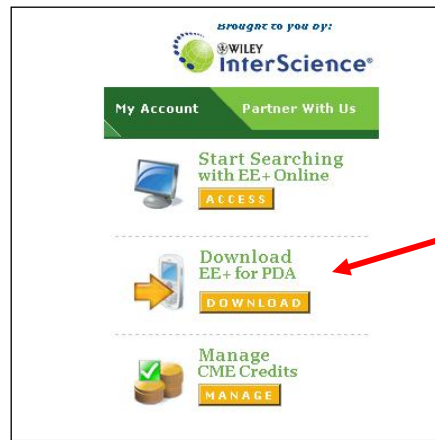 Brought to you by:
WILEY
InterScience®
My Account Partner With Us
Start Searching
with EE+ Online
ACCESS
Download
EE+ for PDA
DOWNLOAD
Manage
CME Credits
MANAGE